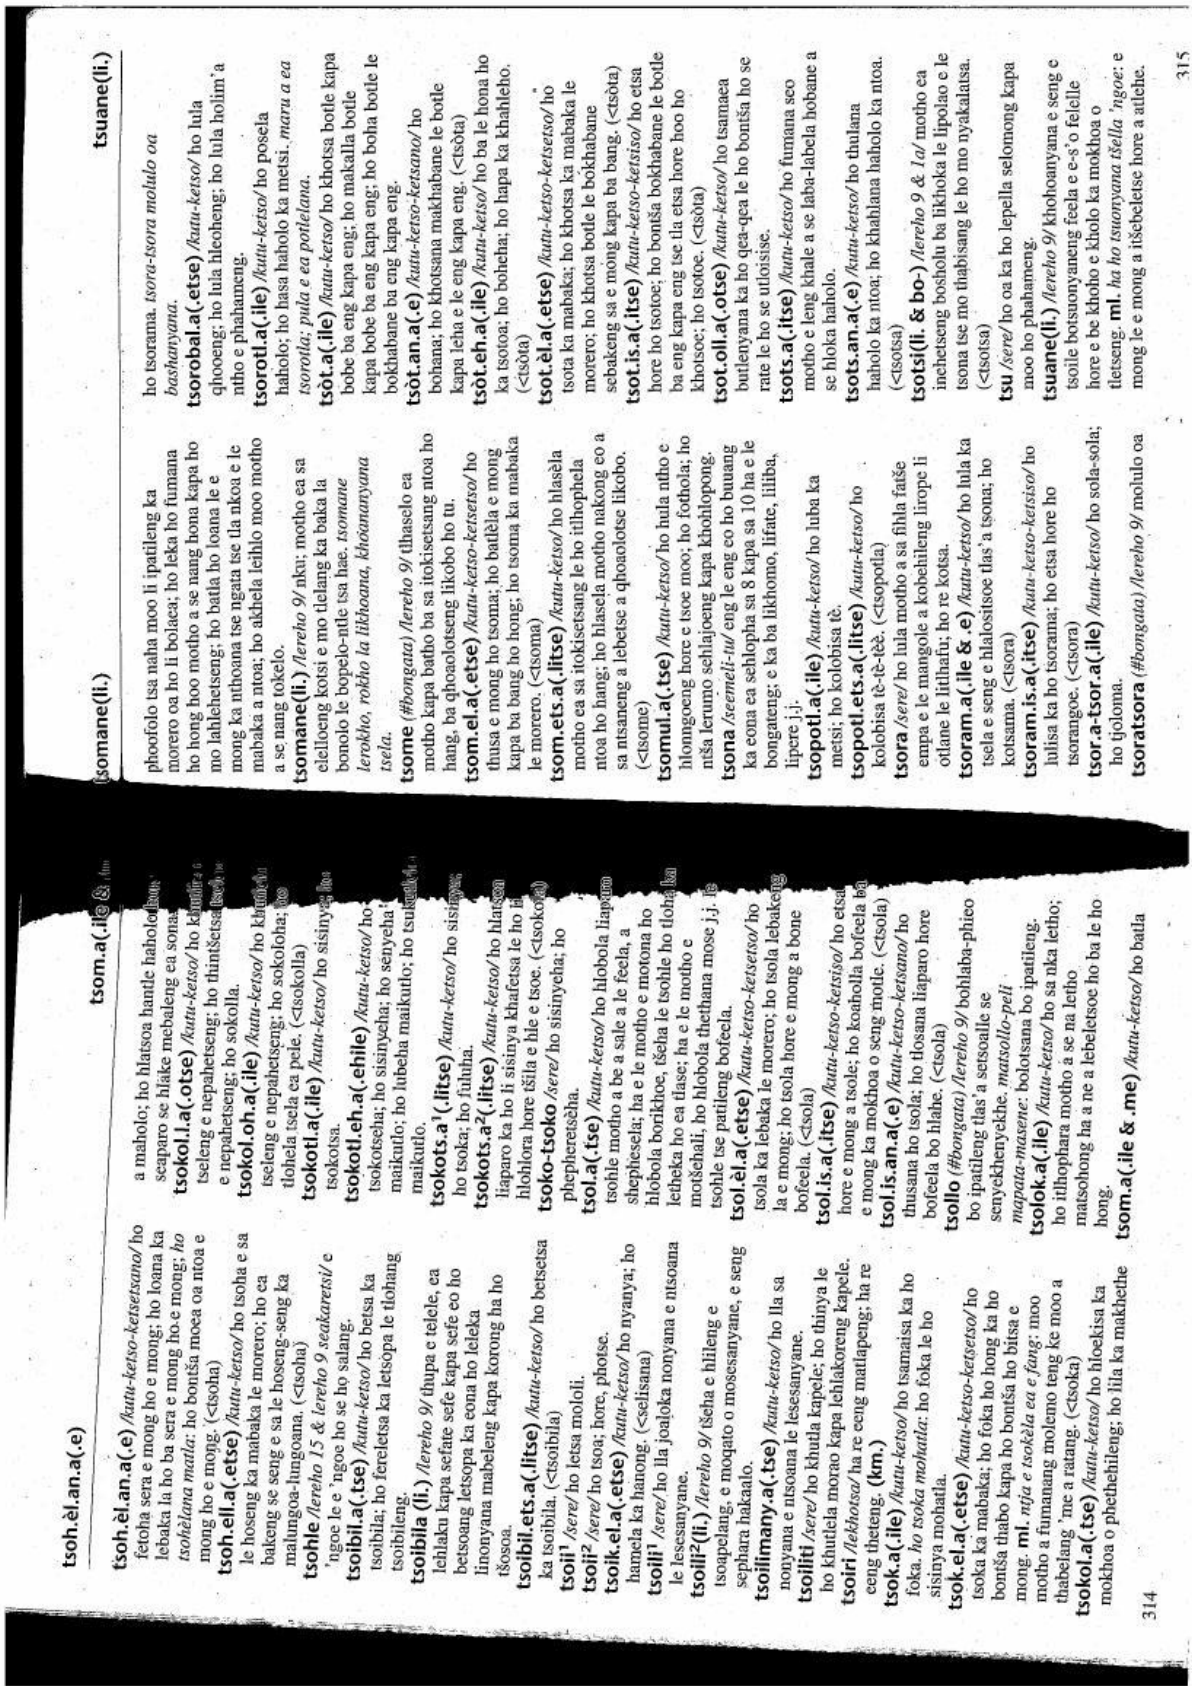 tsoh.èl.an.a(.e)
tsom.a(.ile &
tsoh.èl.an.a(.e) /kutu-ketso-ketsetsano/ ho
fetoha sera e mong ho e mong; ho loana ka
lebaka la ho ba sera e mong ho e mong; ho
tsohèlana matla: ho bontša moea oa ntoa e
mong ho e mong. (<tsoha)
tsoh.ell.a(.etse) /kutu-ketso/ ho tsoha e sa
le hoseng ka mabaka le morero; ho ea
bakeng se seng e sa le hoseng-seng ka
malungoa-lungoana. (<tsoha)
tsohle /lereho 15 & lereho 9 seakaretsi/ e
'ngoe le e 'ngoe ho se ho salang.
tsoibil.a(.tse) /kutu-ketso/ ho betsa ka
tsoibila; ho fereletsa ka letsopa le tlohang
tsoibileng.
tsoibila (li.) /lereho 9/ thupa e telele, ea
lehlaku kapa sefate sefe kapa sefe eo ho
betsoang letsopa ka eona ho leleka
linonyana mabeleng kapa korong ha ho
tšosoa.
tsoibil.ets.a(.litse) /kutu-ketso/ ho betsetsa
ka tsoibila. (<tsoibila)
tsoii¹ /sere/ ho letsa mololi.
tsoii² /sere/ ho tsoa; hore, photse.
tsoik.el.a(.etse) /kutu-ketso/ ho nyanya; ho
hamela ka hanong. (<selisana)
tsoili¹ /sere/ ho lla joaloka nonyana e ntsoana
le lesesanyane.
tsoili²(li.) /lereho 9/ tšeha e hlileng e
tsoapelang, e moqato o mosesanyane, e seng
sephara hakaalo.
tsoilimany.a(.tse) /kutu-ketso/ ho lla sa
nonyana e ntsoana le lesesanyane.
tsoiliti /sere/ ho khutla kapele; ho thinya le
ho khutlela morao kapa lehlakoreng kapele.
tsoiri /lekhotsa/ ha re eeng matlapeng; ha re
eeng theteng. (km.)
tsok.a(.ile) /kutu-ketso/ ho tsamaisa ka ho
foka. ho tsoka mohatla: ho foka le ho
sisinya mohatla.
tsok.el.a(.etse) /kutu-ketso-ketsetso/ ho
tsoka ka mabaka; ho foka ho hong ka ho
bontša thabo kapa ho bontša ho bitsa e
mong. ml. ntja e tsokèla ea e fang: moo
motho a fumanang molemo teng ke moo a
thabelang 'me a ratang. (<tsoka)
tsokol.a(.tse) /kutu-ketso/ ho hloekisa ka
mokhoa o phethehileng; ho lila ka makhethe
314
a maholo; ho hlatsoa hantle haholo
seaparo se hlàke mebaleng ea sona.
tsokol.l.a(.otse) /kutu-ketso/ ho
tseleng e nepahetseng; ho thintšetsa
e nepahetseng; ho sokolla.
tsokol.oh.a(.ile) /kutu-ketso/ ho
tseleng e nepahetseng; ho sokoloha; ho
tlohela tsela ea pele. (<tsokolla)
tsokotl.a(.ile) /kutu-ketso/ ho sisinya;
tsokotsa.
tsokotl.eh.a(.ehile) /kutu-ketso/ ho
tsokotseha; ho sisinyeha; ho senyeha
maikutlo; ho lubeha maikutlo; ho
maikutlo.
tsokots.a¹(.litse) /kutu-ketso/ ho sisinya;
ho tsoka; ho fuluha.
tsokots.a²(.litse) /kutu-ketso/ ho hlatsoa
liaparo ka ho li sisinya khafetsa le ho
hlohlora hore tšila e hle e tsoe. (<tsokola)
tsoko-tsoko /sere/ ho sisinyeha; ho
phepheretsèha.
tsol.a(.tse) /kutu-ketso/ ho hlobola liaparo
tsohle motho a be a sale a le feela, a
shephesela; ha e le motho e motona ho
hlobola borikhoe, tšeha le tsohle ho tloha ka
letheka ho ea tlase; ha e le motho e
motšehali, ho hlobola thethana mose j.j. le
tsohle tse patileng bofeela.
tsol.èl.a(.etse) /kutu-ketso-ketsetso/ ho
tsola ka lebaka le morero; ho tsola lebakeng
la e mong; ho tsola hore e mong a bone
bofeela. (<tsola)
tsol.is.a(.itse) /kutu-ketso-ketsiso/ ho etsa
hore e mong a tsole; ho koaholla bofeela ba
e mong ka mokhoa o seng motle. (<tsola)
tsol.is.an.a(.e) /kutu-ketso-ketsano/ ho
thusana ho tsola; ho tlosana liaparo hore
bofeela bo hlahe. (<tsola)
tsollo (#bongata) /lereho 9/ bohlaba-phieo
bo ipatileng tlas'a setsoalle se
senyekhenyekhe. matsollo-peli
mapata-masene: bolotsana bo ipatileng.
tsolok.a(.ile) /kutu-ketso/ ho sa nka letho;
ho itlhophara motho a se na letho
matsohong ha a ne a lebeletsoe ho ba le ho
hong.
tsom.a(.ile & .me) /kutu-ketso/ ho batla
tsomane(li.)
tsuane(li.)
phoofolo tsa naha moo li ipatileng ka
morero oa ho li bolaea; ho leka ho fumana
ho hong hoo motho a se nang bona kapa ho
mo lahlehetseng; ho batla ho loana le e
mong ka nthoana tse ngata tse tla nkoa e le
mabaka a ntoa; ho akhela leihlo moo motho
a se nang tokelo.
tsomane(li.) /lereho 9/ nku; motho ea sa
elelloeng kotsi e mo tlelang ka baka la
bonolo le bopelo-ntle tsa hae. tsomane
lerokho, rokho la likhoana, khoananyana
tsela.
tsome (#bongata) /lereho 9/ tlhaselo ea
motho kapa batho ba sa itokisetsang ntoa ho
hang, ba qhoaolotseng likobo ho tu.
tsom.el.a(.etse) /kutu-ketso-ketsetso/ ho
thusa e mong ho tsoma; ho batlèla e mong
kapa ba bang ho hong; ho tsoma ka mabaka
le morero. (<tsoma)
tsom.ets.a(.litse) /kutu-ketso/ ho hlasèla
motho ea sa itokisetsang le ho itlhophela
ntoa ho hang; ho hlasela motho nakong eo a
sa ntsaneng a lebetse a qhoaolotse likobo.
(<tsome)
tsomul.a(.tse) /kutu-ketso/ ho hula ntho e
hlonngoeng hore e tsoe moo; ho fothola; ho
ntša lerumo sehlajoeng kapa khohlopong.
tsona /seemeli-tu/ eng le eng eo ho buuang
ka eona ea sehlopha sa 8 kapa sa 10 ha e le
bongateng; e ka ba likhomo, lifate, liliba,
lipere j.j.
tsopotl.a(.ile) /kutu-ketso/ ho luba ka
metsi; ho kolobisa tè.
tsopotl.ets.a(.litse) /kutu-ketso/ ho
kolobisa tè-tè-tèè. (<tsopotla)
tsora /sere/ ho lula motho a sa fihla fatše
empa e le mangole a kobehileng lirope li
otlane le litlhafu; ho re kotsa.
tsoram.a(.ile & .e) /kutu-ketso/ ho lula ka
tsela e seng e hlalositsoe tlas'a tsona; ho
kotsama. (<tsora)
tsoram.is.a(.itse) /kutu-ketso-ketsiso/ ho
lulisa ka ho tsorama; ho etsa hore ho
tsorangoe. (<tsora)
tsor.a-tsor.a(.ile) /kutu-ketso/ ho sola-sola;
ho tjoloma.
tsoratsora (#bongata) /lereho 9/ molulo oa
ho tsorama. tsora-tsora molulo oa
bashanyana.
tsorobal.a(.etse) /kutu-ketso/ ho lula
qhooeng; ho lula hleoheng; ho lula holim'a
ntho e phahameng.
tsorotl.a(.ile) /kutu-ketso/ ho posela
haholo; ho hasa haholo ka metsi. maru a ea
tsorotla; pula e ea potlelana.
tsòt.a(.ile) /kutu-ketso/ ho khotsa botle kapa
bobe ba eng kapa eng; ho makalla botle
kapa bobe ba eng kapa eng; ho boha botle le
bokhabane ba eng kapa eng.
tsòt.an.a(.e) /kutu-ketso-ketsano/ ho
bohana; ho khotsana makhabane le botle
kapa leha e le eng kapa eng. (<tsòta)
tsòt.eh.a(.ile) /kutu-ketso/ ho ba le hona ho
ka tsotoa; ho boheha; ho hapa ka khahleho.
(<tsòta)
tsot.èl.a(.etse) /kutu-ketso-ketsetso/ ho
tsota ka mabaka; ho khotsa ka mabaka le
morero; ho khotsa botle le bokhabane
sebakeng sa e mong kapa ba bang. (<tsòta)
tsot.is.a(.itse) /kutu-ketso-ketsiso/ ho etsa
hore ho tsotoe; ho bontša bokhabane le botle
ba eng kapa eng tse tla etsa hore hoo ho
khotsoe; ho tsotoe. (<tsòta)
tsot.oll.a(.otse) /kutu-ketso/ ho tsamaea
butlenyana ka ho qea-qea le ho bontša ho se
rate le ho se utloisise.
tsots.a(.itse) /kutu-ketso/ ho fumana seo
motho e leng khale a se laba-labela hobane a
se hloka haholo.
tsots.an.a(.e) /kutu-ketso/ ho thulana
haholo ka ntoa; ho khahlana haholo ka ntoa.
(<tsotsa)
tsotsi(li. & bo-) /lereho 9 & 1a/ motho ea
inehetseng bosholu ba likhoka le lipolao e le
tsona tse mo thabisang le ho mo nyakalatsa.
(<tsotsa)
tsu /sere/ ho oa ka ho lepella selomong kapa
moo ho phahameng.
tsuane(li.) /lereho 9/ khohoanyana e seng e
tsoile botsuonyaneng feela e e-s'o felelle
hore e be khoho e kholo ka mokhoa o
tletseng. ml. ha ho tsuonyana tšella 'ngoe: e
mong le e mong a itšebeletse hore a atlehe.
315